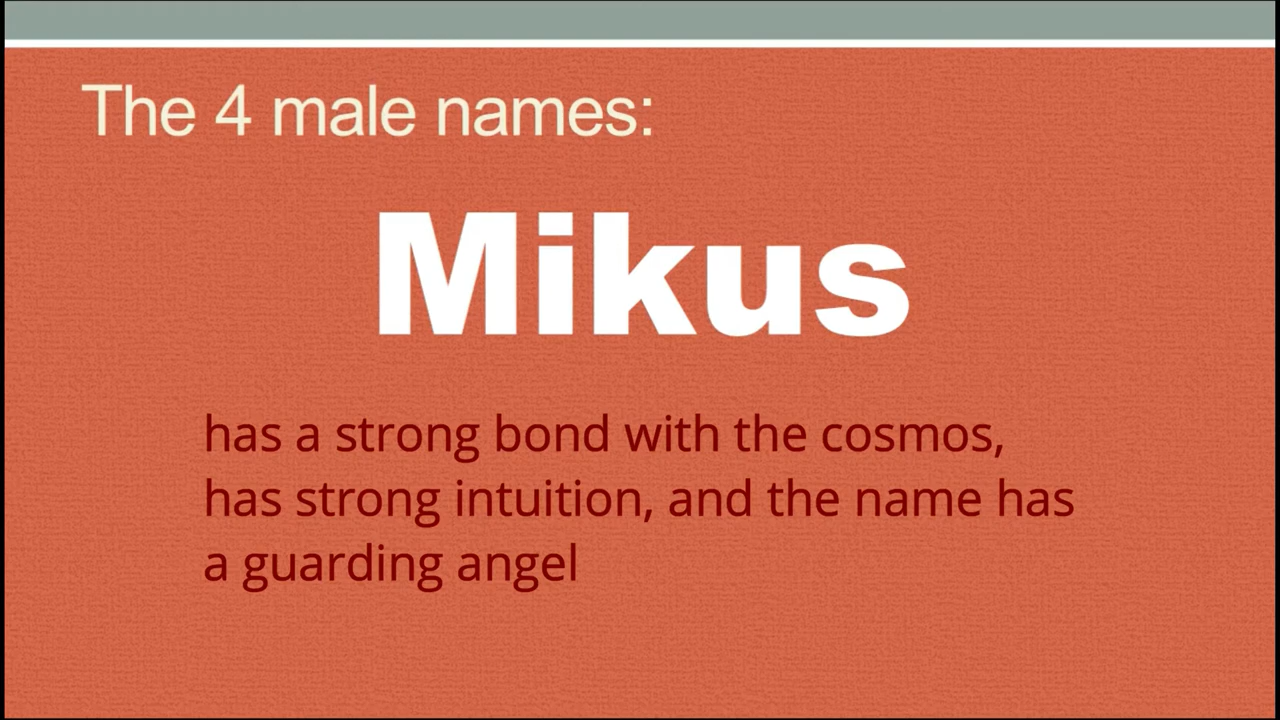 The 4 male names:
Mikus
has a strong bond with the cosmos,
has strong intuition, and the name has
a guarding angel